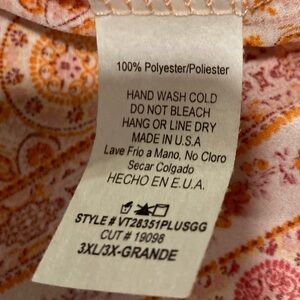 100% Polyester/Poliester
HAND WASH COLD
DO NOT BLEACH
HANG OR LINE DRY
MADE IN U.S.A
Lave Frio a Mano, No Cloro
Secar Colgado
HECHO EN E.U.A.
STYLE # VT28351PLUSGG
CUT # 19098
3XL/3X-GRANDE